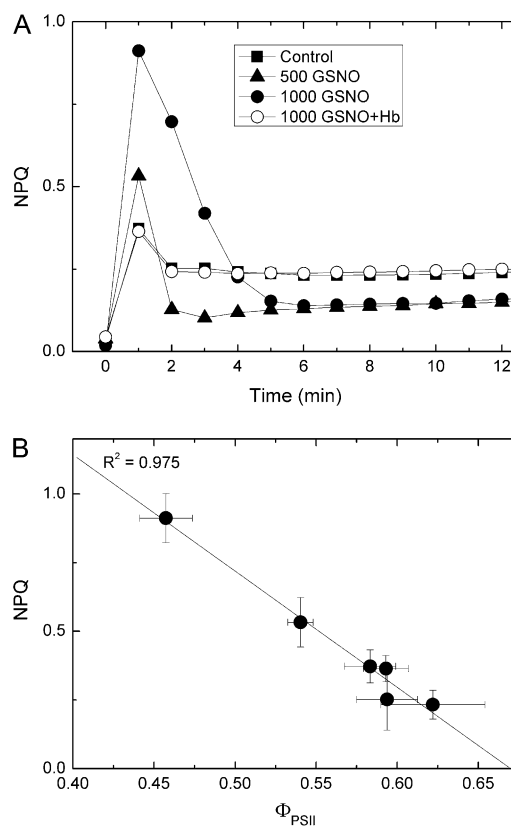 A
1.0
Control
500 GSNO
1000 GSNO
1000 GSNO+Hb
NPQ
0.5
0.0
0 2 4 6 8 10 12
Time (min)
B
R² = 0.975
1.0
NPQ
0.5
0.0
0.40 0.45 0.50 0.55 0.60 0.65
Φ_PSII